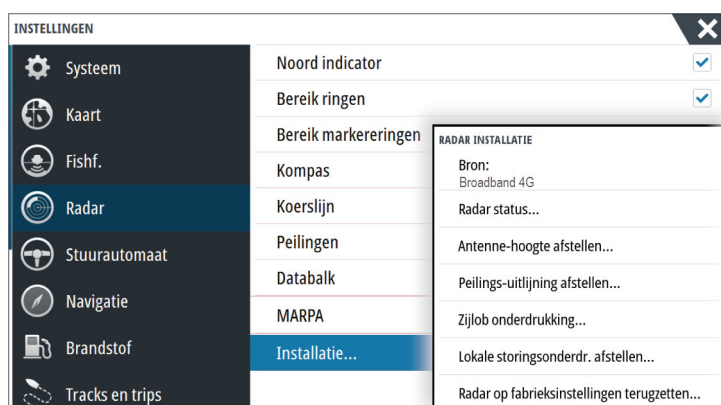 INSTELLINGEN
Systeem
Kaart
Fishf.
Radar
Stuurautomaat
Navigatie
Brandstof
Tracks en trips
Noord indicator
Bereik ringen
Bereik markereringen
Kompas
Koerslijn
Peilingen
Databalk
MARPA
Installatie...
RADAR INSTALLATIE
Bron:
Broadband 4G
Radar status...
Antenne-hoogte afstellen...
Peilings-uitlijning afstellen...
Zijlob onderdrukking...
Lokale storingsonderdr. afstellen...
Radar op fabrieksinstellingen terugzetten...